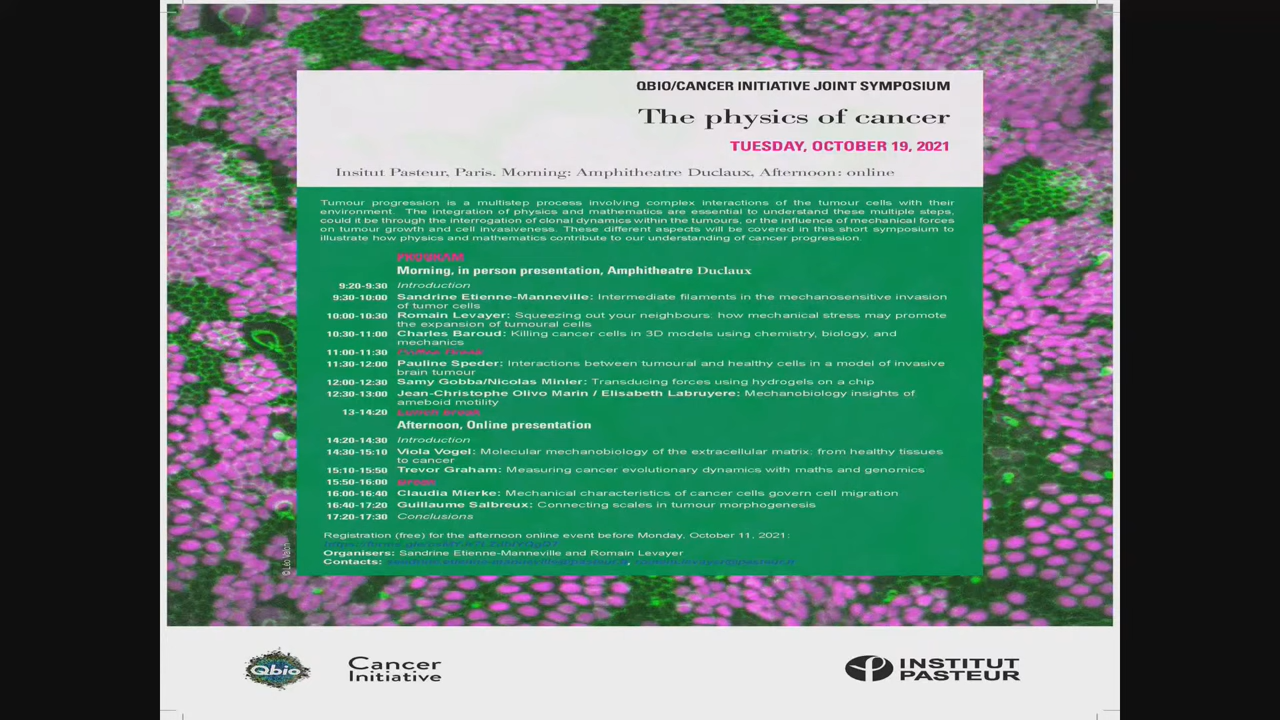 QBIO/CANCER INITIATIVE JOINT SYMPOSIUM
The physics of cancer
TUESDAY, OCTOBER 19, 2021
Insitut Pasteur, Paris. Morning: Amphitheatre Duclaux, Afternoon: online
Tumour progression is a multistep process involving complex interactions of the tumour cells with their
environment. The integration of physics and mathematics are essential to understand these multiple steps,
could it be through the interrogation of clonal dynamics within the tumours, or the influence of mechanical forces
on tumour growth and cell invasiveness. These different aspects will be covered in this short symposium to
illustrate how physics and mathematics contribute to our understanding of cancer progression.
PROGRAM
Morning, in person presentation, Amphitheatre Duclaux
9:20-9:30 Introduction
9:30-10:00 Sandrine Etienne-Manneville: Intermediate filaments in the mechanosensitive invasion
of tumor cells
10:00-10:30 Romain Levayer: Squeezing out your neighbours: how mechanical stress may promote
the expansion of tumoural cells
10:30-11:00 Charles Baroud: Killing cancer cells in 3D models using chemistry, biology, and
mechanics
11:00-11:30 Coffee break
11:30-12:00 Pauline Speder: Interactions between tumoural and healthy cells in a model of invasive
brain tumour
12:00-12:30 Samy Gobba/Nicolas Minier: Transducing forces using hydrogels on a chip
12:30-13:00 Jean-Christophe Olivo Marin / Elisabeth Labruyere: Mechanobiology insights of
ameboid motility
13-14:20 Lunch break
Afternoon, Online presentation
14:20-14:30 Introduction
14:30-15:10 Viola Vogel: Molecular mechanobiology of the extracellular matrix: from healthy tissues
to cancer
15:10-15:50 Trevor Graham: Measuring cancer evolutionary dynamics with maths and genomics
15:50-16:00 Break
16:00-16:40 Claudia Mierke: Mechanical characteristics of cancer cells govern cell migration
16:40-17:20 Guillaume Salbreux: Connecting scales in tumour morphogenesis
17:20-17:30 Conclusions
Registration (free) for the afternoon online event before Monday, October 11, 2021:
Organisers: Sandrine Etienne-Manneville and Romain Levayer
Contacts:
Qbio
Cancer
Initiative
INSTITUT
PASTEUR